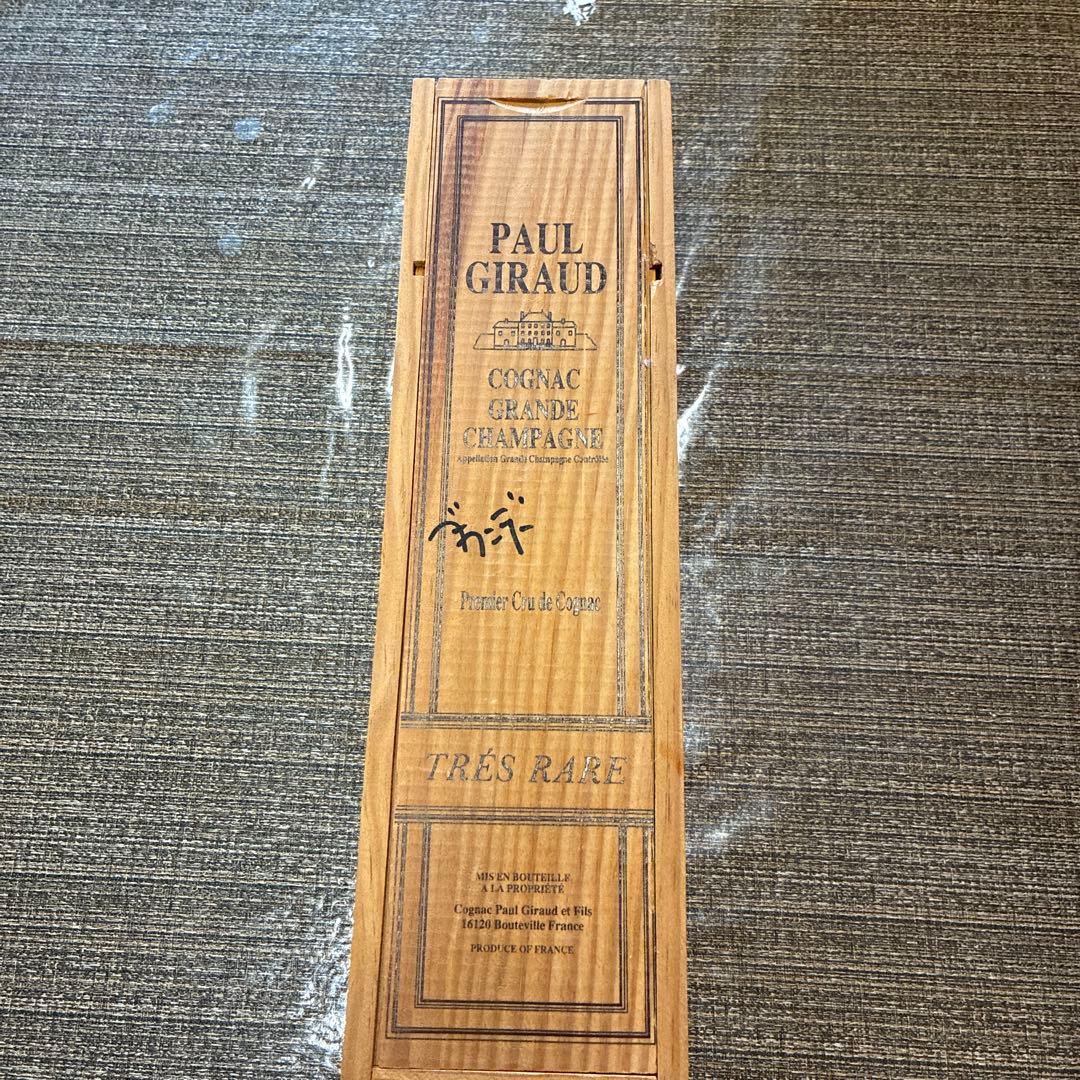 PAUL
GIRAUD
COGNAC
GRANDE
CHAMPAGNE
Appellation Grande Champagne Contrôlée
Premier Cru de Cognac
TRÉS RARE
MIS EN BOUTEILLE
A LA PROPRIÉTÉ
Cognac Paul Giraud et Fils
16120 Bouteville France
PRODUCE OF FRANCE